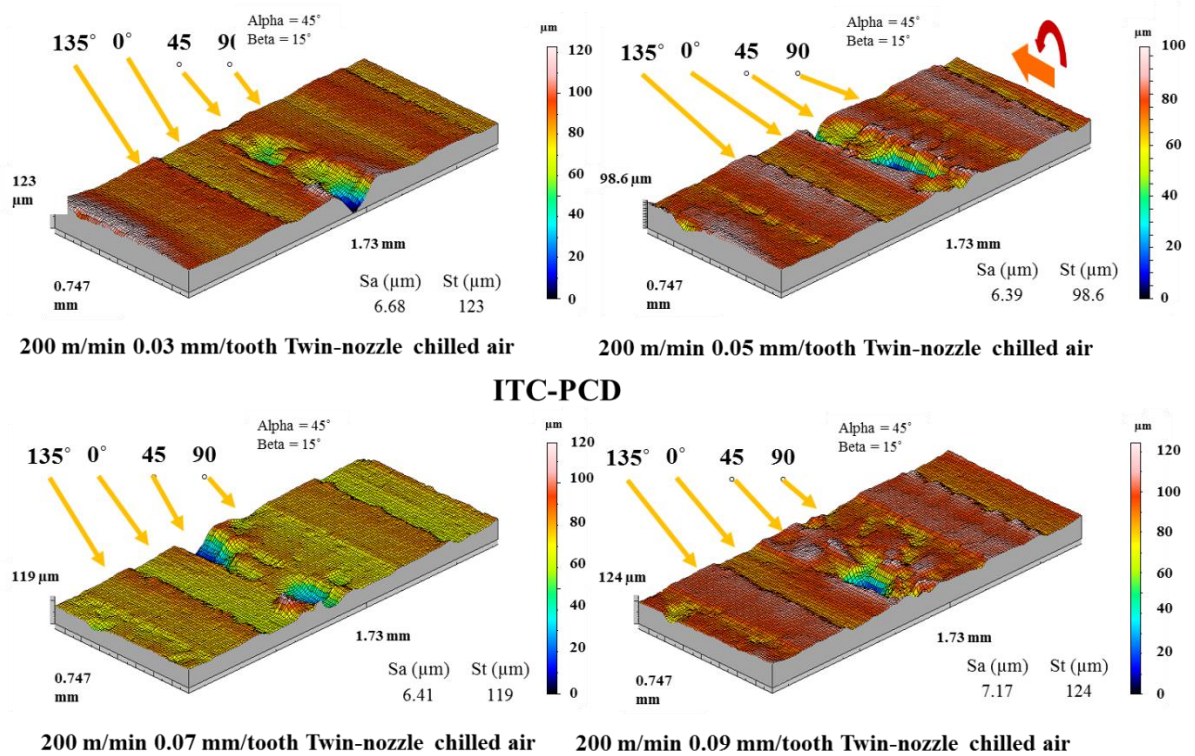 Alpha = 45°
Beta = 15°
135° 0° 45 90
° °
µm
120
100
80
60
40
20
0
123
µm
0.747
mm
1.73 mm
Sa (µm) St (µm)
6.68 123
200 m/min 0.03 mm/tooth Twin-nozzle chilled air
Alpha = 45°
Beta = 15°
135° 0° 45 90
° °
µm
100
80
60
40
20
0
98.6 µm
0.747
mm
1.73 mm
Sa (µm) St (µm)
6.39 98.6
200 m/min 0.05 mm/tooth Twin-nozzle chilled air
ITC-PCD
Alpha = 45°
Beta = 15°
135° 0° 45 90
° °
µm
120
100
80
60
40
20
0
119 µm
0.747
mm
1.73 mm
Sa (µm) St (µm)
6.41 119
200 m/min 0.07 mm/tooth Twin-nozzle chilled air
Alpha = 45°
Beta = 15°
135° 0° 45 90
° °
µm
120
100
80
60
40
20
0
124 µm
0.747
mm
1.73 mm
Sa (µm) St (µm)
7.17 124
200 m/min 0.09 mm/tooth Twin-nozzle chilled air